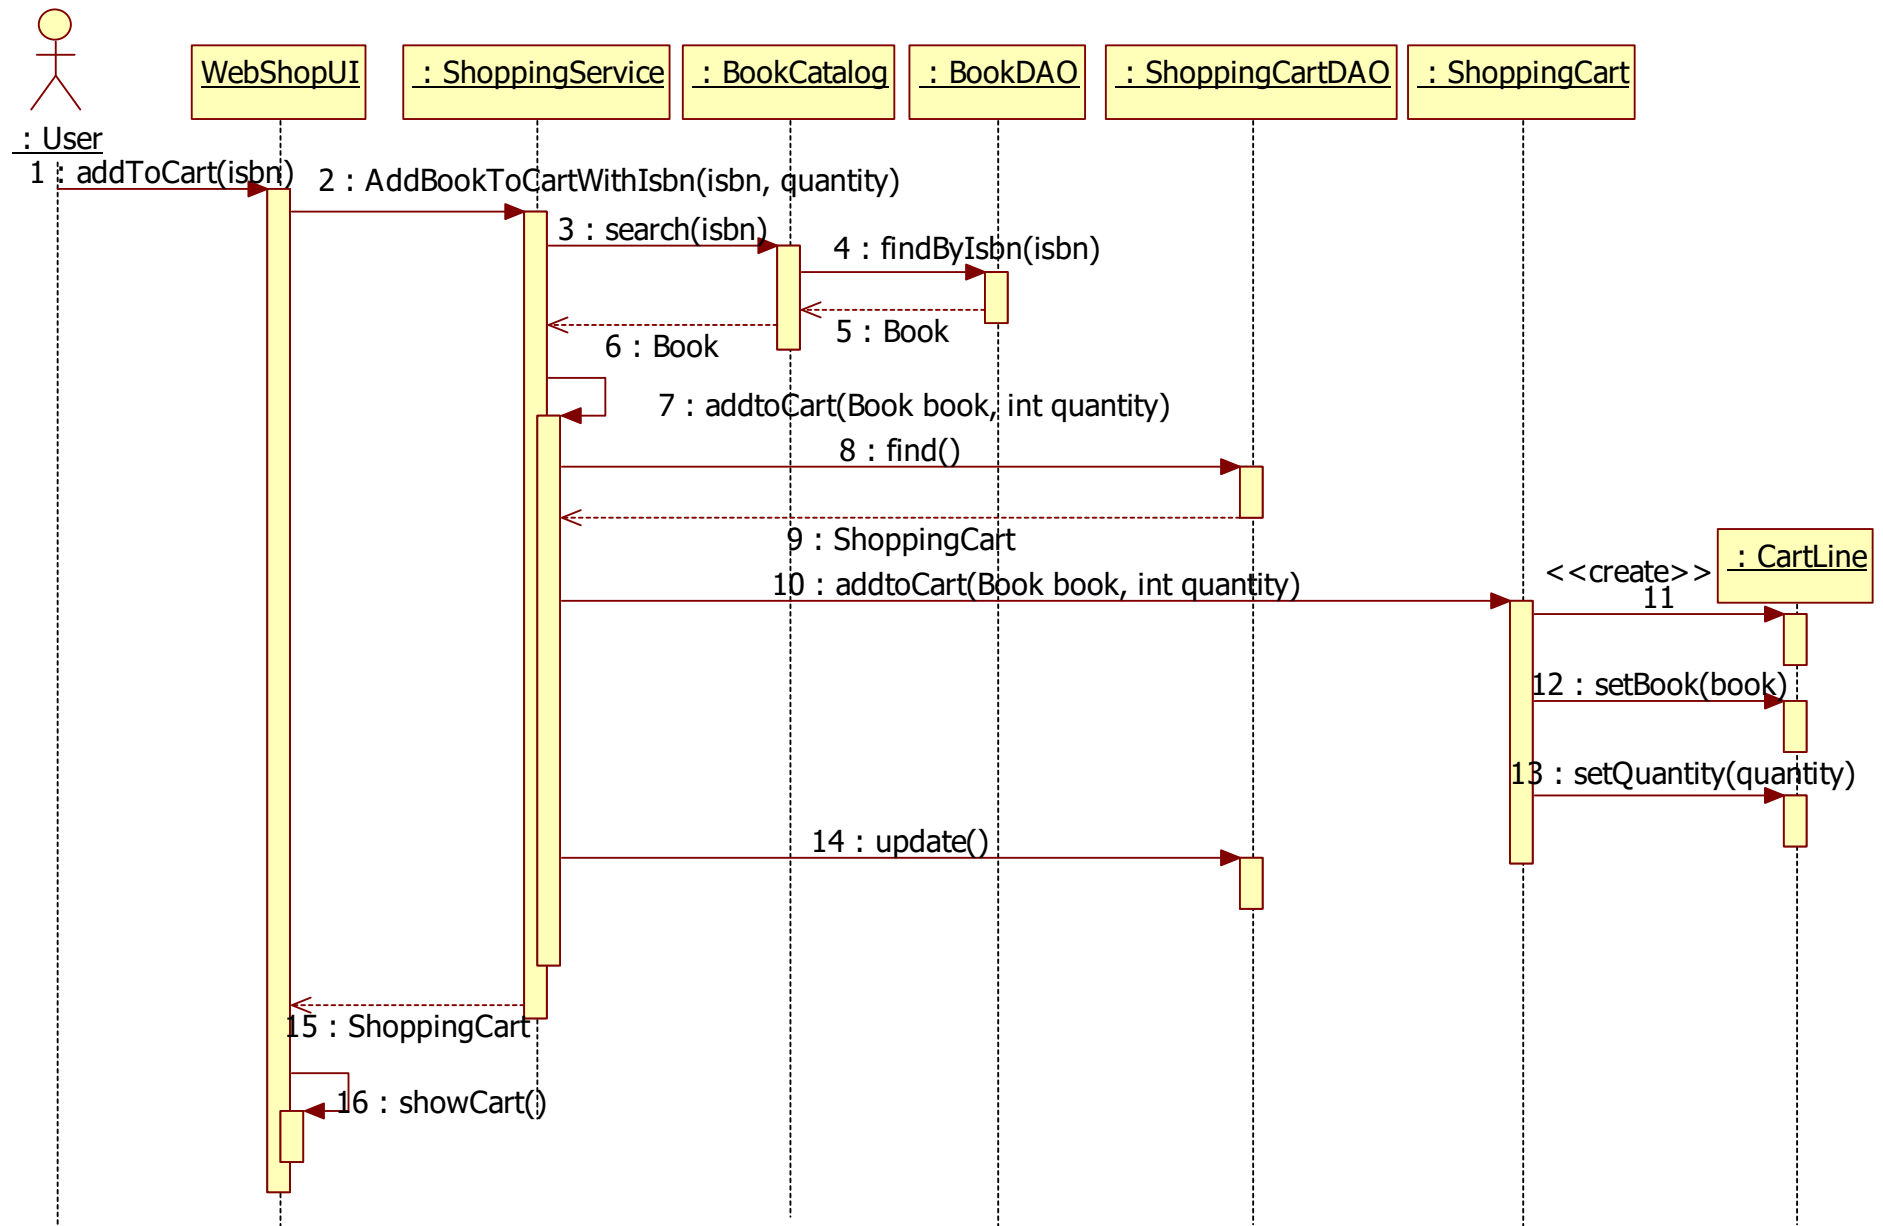 WebShopUI
: ShoppingService
: BookCatalog
: BookDAO
: ShoppingCartDAO
: ShoppingCart
: User
1 : addToCart(isbn)
2 : AddBookToCartWithIsbn(isbn, quantity)
3 : search(isbn)
4 : findByIsbn(isbn)
5 : Book
6 : Book
7 : addtoCart(Book book, int quantity)
8 : find()
9 : ShoppingCart
: CartLine
<<create>>
10 : addtoCart(Book book, int quantity)
11
12 : setBook(book)
13 : setQuantity(quantity)
14 : update()
15 : ShoppingCart
16 : showCart()